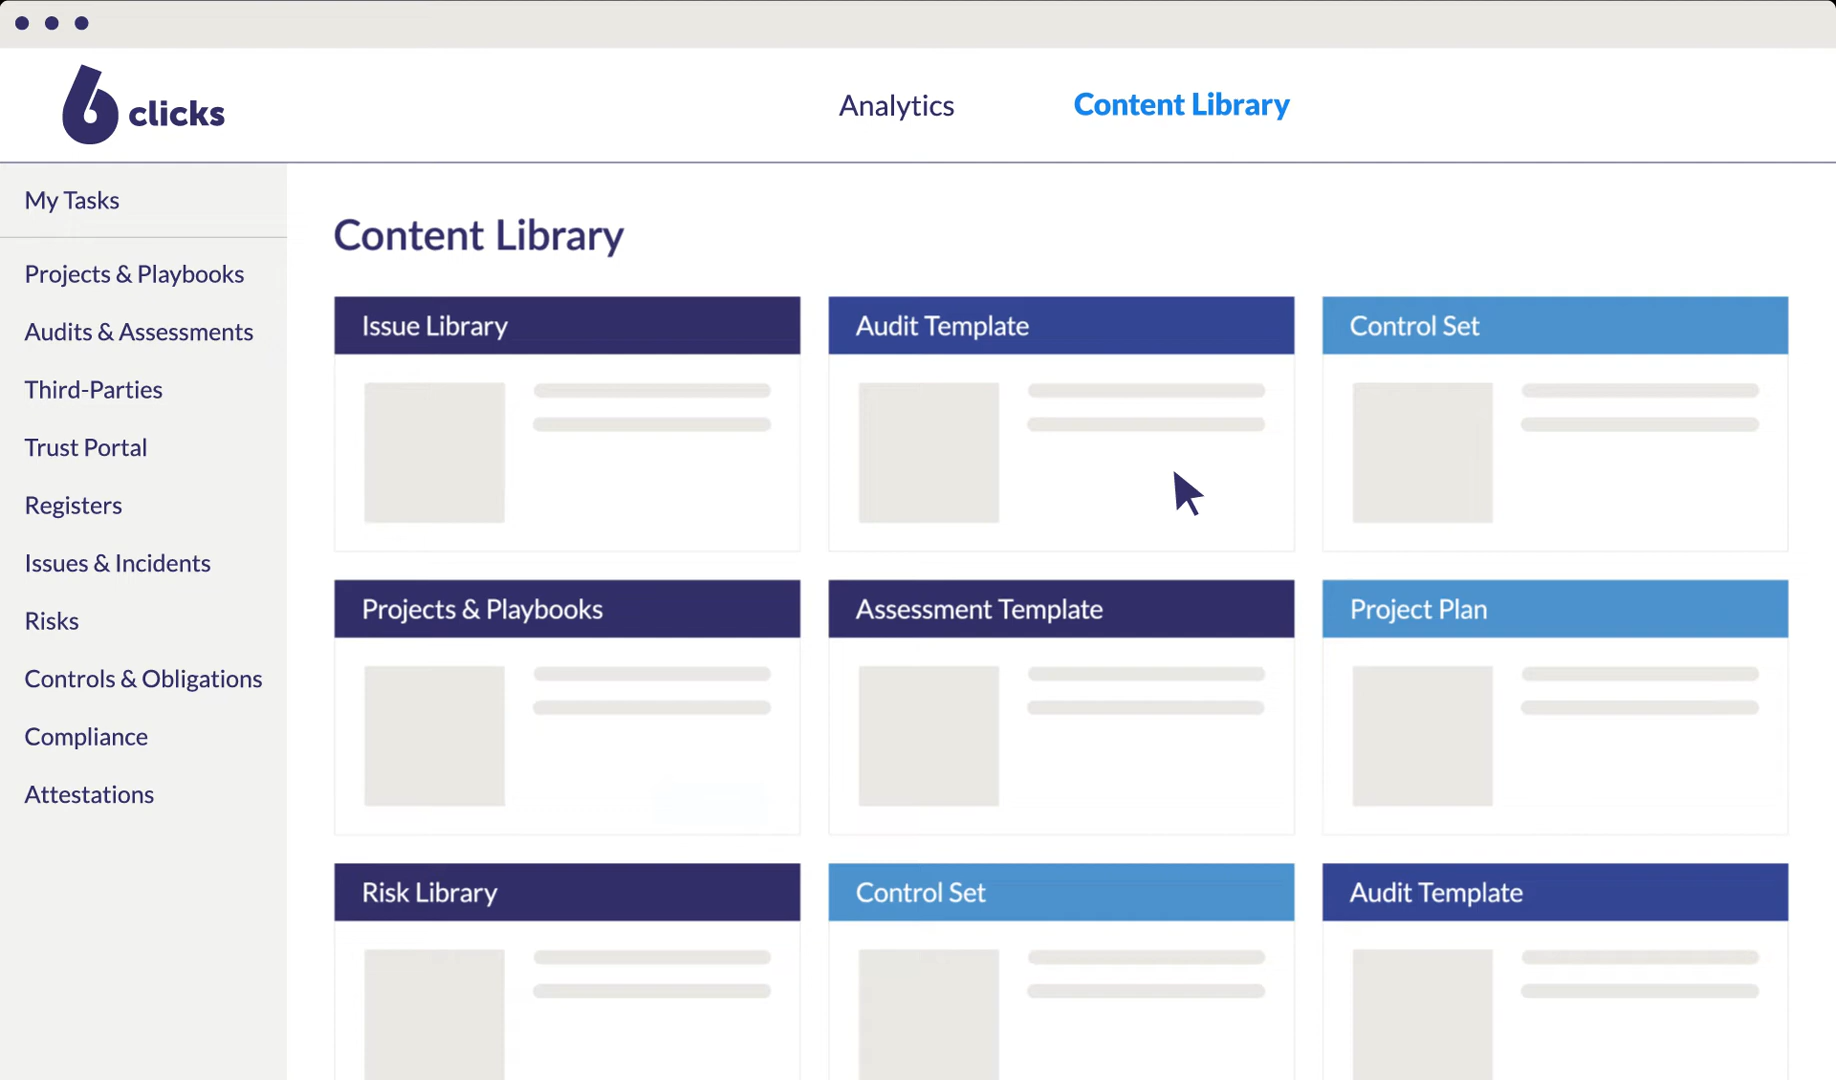 6 clicks
Analytics
Content Library
My Tasks
Projects & Playbooks
Audits & Assessments
Third-Parties
Trust Portal
Registers
Issues & Incidents
Risks
Controls & Obligations
Compliance
Attestations
Content Library
Issue Library
Audit Template
Control Set
Projects & Playbooks
Assessment Template
Project Plan
Risk Library
Control Set
Audit Template